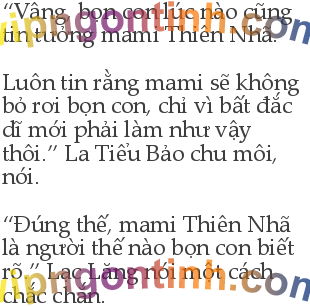 “Vâng, bọn con lúc nào cũng
tin tưởng mami Thiên Nhã.
vipngontinh.com
Luôn tin rằng mami sẽ không
bỏ rơi bọn con, chỉ vì bất đắc
dĩ mới phải làm như vậy
thôi.” La Tiểu Bảo chu môi,
nói.
“Đúng thế, mami Thiên Nhã
là người thế nào bọn con biết
rõ.” Lạc Lăng nói một cách
chắc chắn.
vipngontinh.com